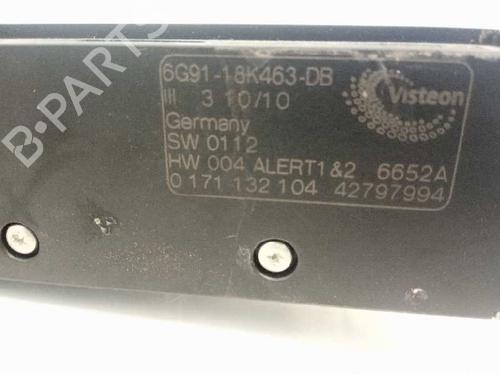 6G91-18K463-DB
III 3 10/10
Visteon
Germany
SW 0112
HW 004 ALERT1&2 6652A
0 171 132 104 42797994
B-PARTS